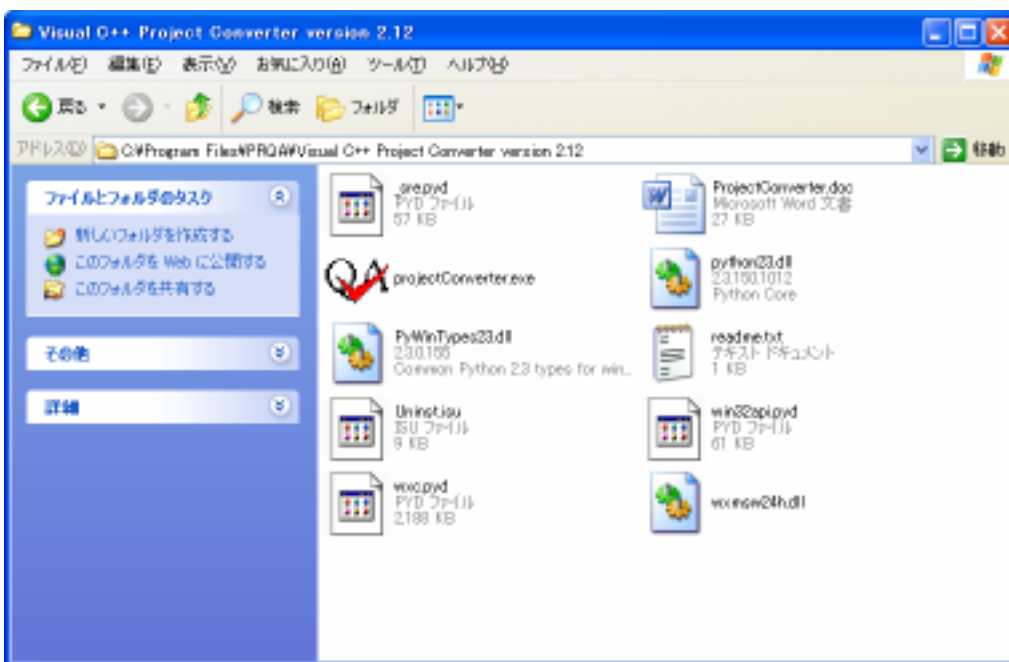 Visual C++ Project Converter version 2.12
ファイル(F) 編集(E) 表示(V) お気に入り(A) ツール(T) ヘルプ(H)
戻る 検索 フォルダ
アドレス(D) C:¥Program Files¥PRQA¥Visual C++ Project Converter version 2.12 移動
ファイルとフォルダのタスク
新しいフォルダを作成する
このフォルダを Web に公開する
このフォルダを共有する
その他
詳細
_sre.pyd
PYD ファイル
57 KB
ProjectConverter.doc
Microsoft Word 文書
27 KB
QA
projectConverter.exe
python23.dll
2.3.150.1012
Python Core
PyWinTypes23.dll
2.3.0.155
Common Python 2.3 types for win...
readme.txt
テキスト ドキュメント
1 KB
Uninst.isu
ISU ファイル
9 KB
win32api.pyd
PYD ファイル
61 KB
wxc.pyd
PYD ファイル
2,188 KB
wxmsw24h.dll